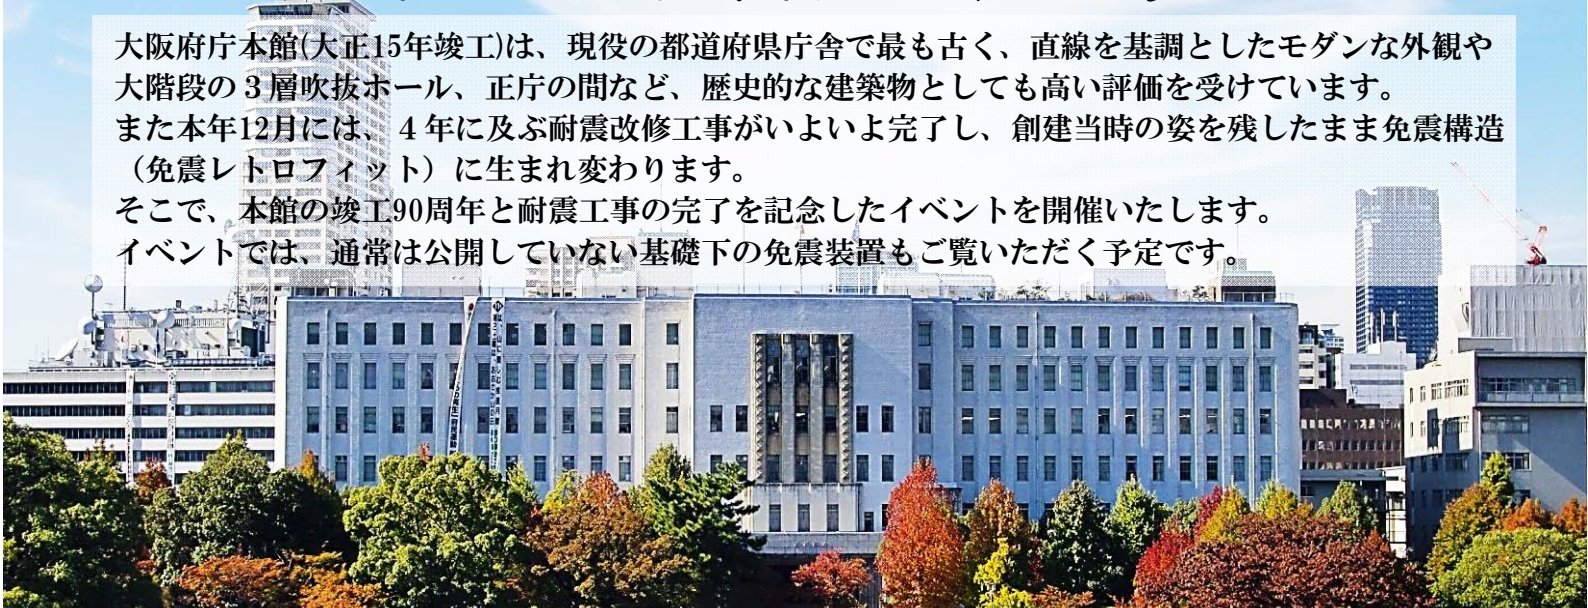 大阪府庁本館(大正15年竣工)は、現役の都道府県庁舎で最も古く、直線を基調としたモダンな外観や
大階段の３層吹抜ホール、正庁の間など、歴史的な建築物としても高い評価を受けています。
また本年12月には、４年に及ぶ耐震改修工事がいよいよ完了し、創建当時の姿を残したまま免震構造
（免震レトロフィット）に生まれ変わります。
そこで、本館の竣工90周年と耐震工事の完了を記念したイベントを開催いたします。
イベントでは、通常は公開していない基礎下の免震装置もご覧いただく予定です。